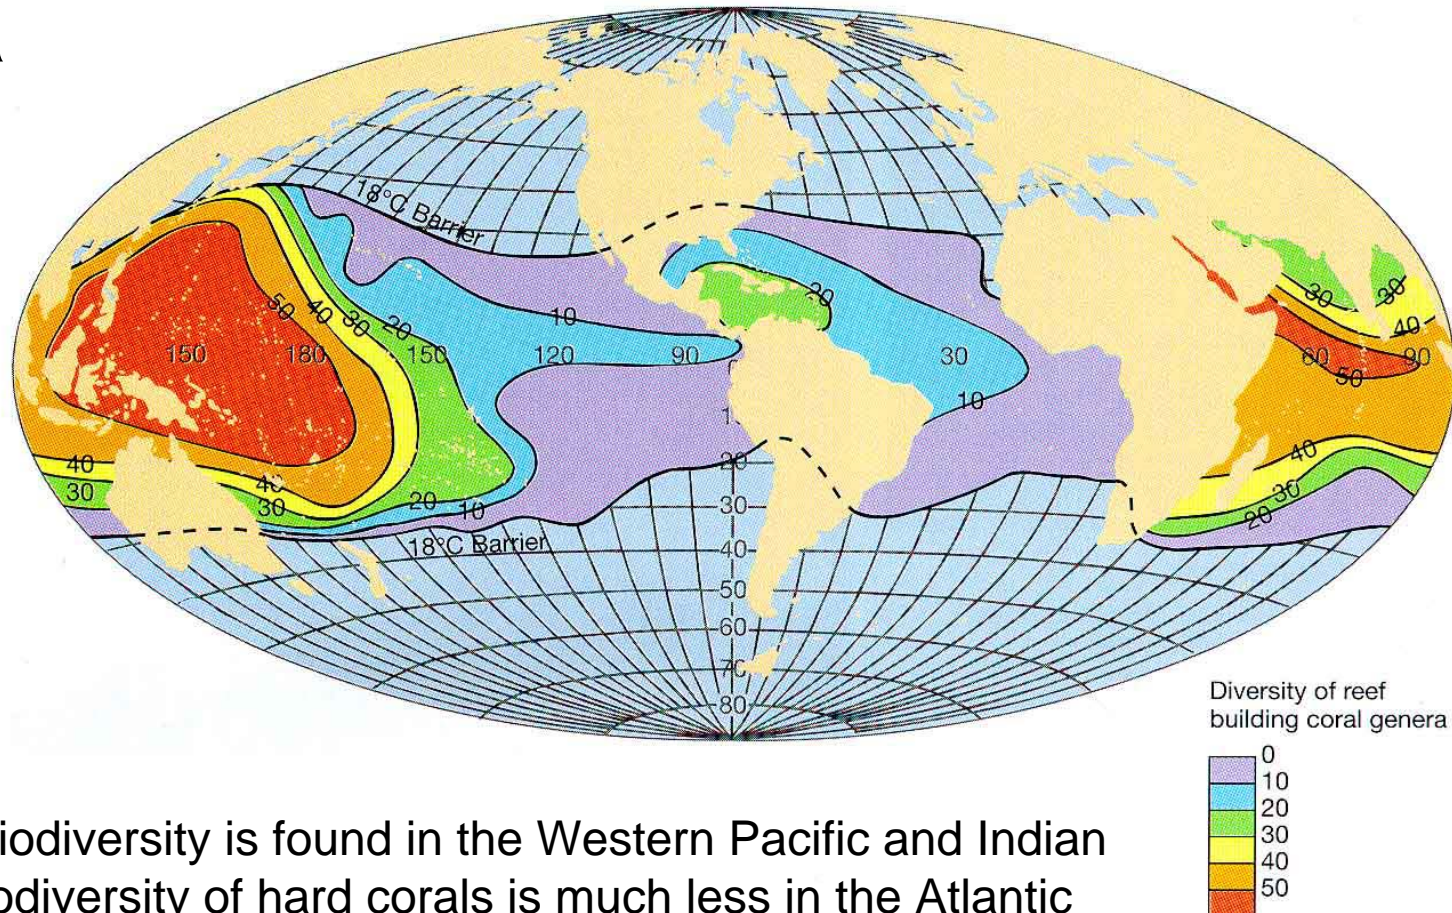 18°C Barrier
50 40 30 20 10
20
30 30
40
150 180 150 120 90 30 60 90
50
10
40 40
20
40 30
30 20 10 30 20
18°C Barrier
40
50
60
70
80
Diversity of reef
building coral genera
0
10
20
30
40
50
iodiversity is found in the Western Pacific and Indian
odiversity of hard corals is much less in the Atlantic